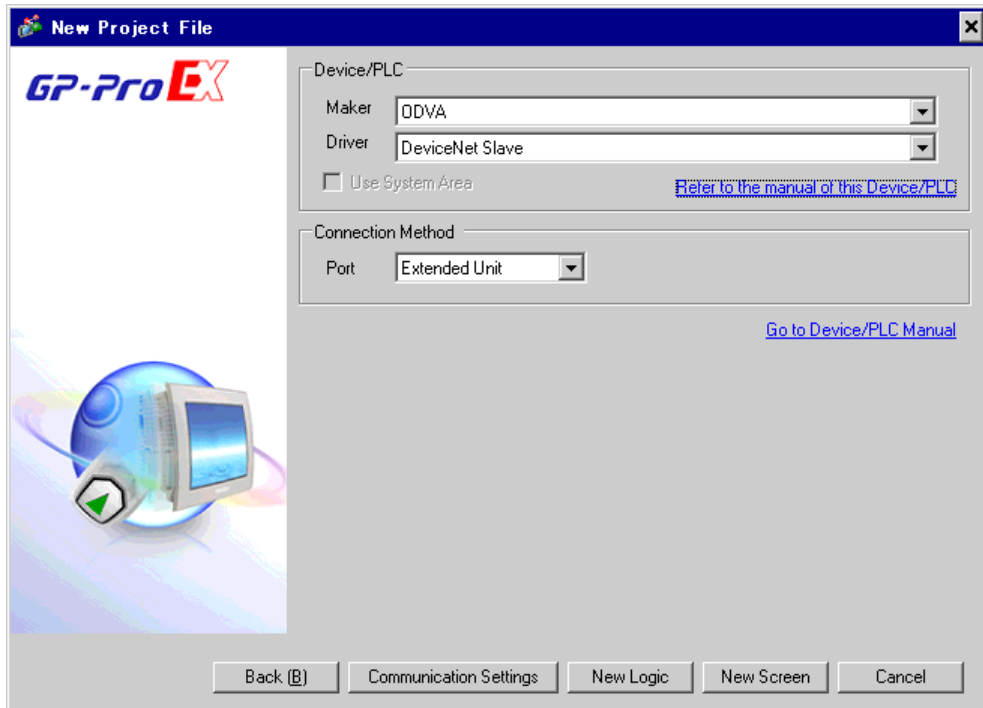 New Project File
GP-Pro EX
Device/PLC
Maker ODVA
Driver DeviceNet Slave
Use System Area Refer to the manual of this Device/PLC
Connection Method
Port Extended Unit
Go to Device/PLC Manual
Back (B) Communication Settings New Logic New Screen Cancel